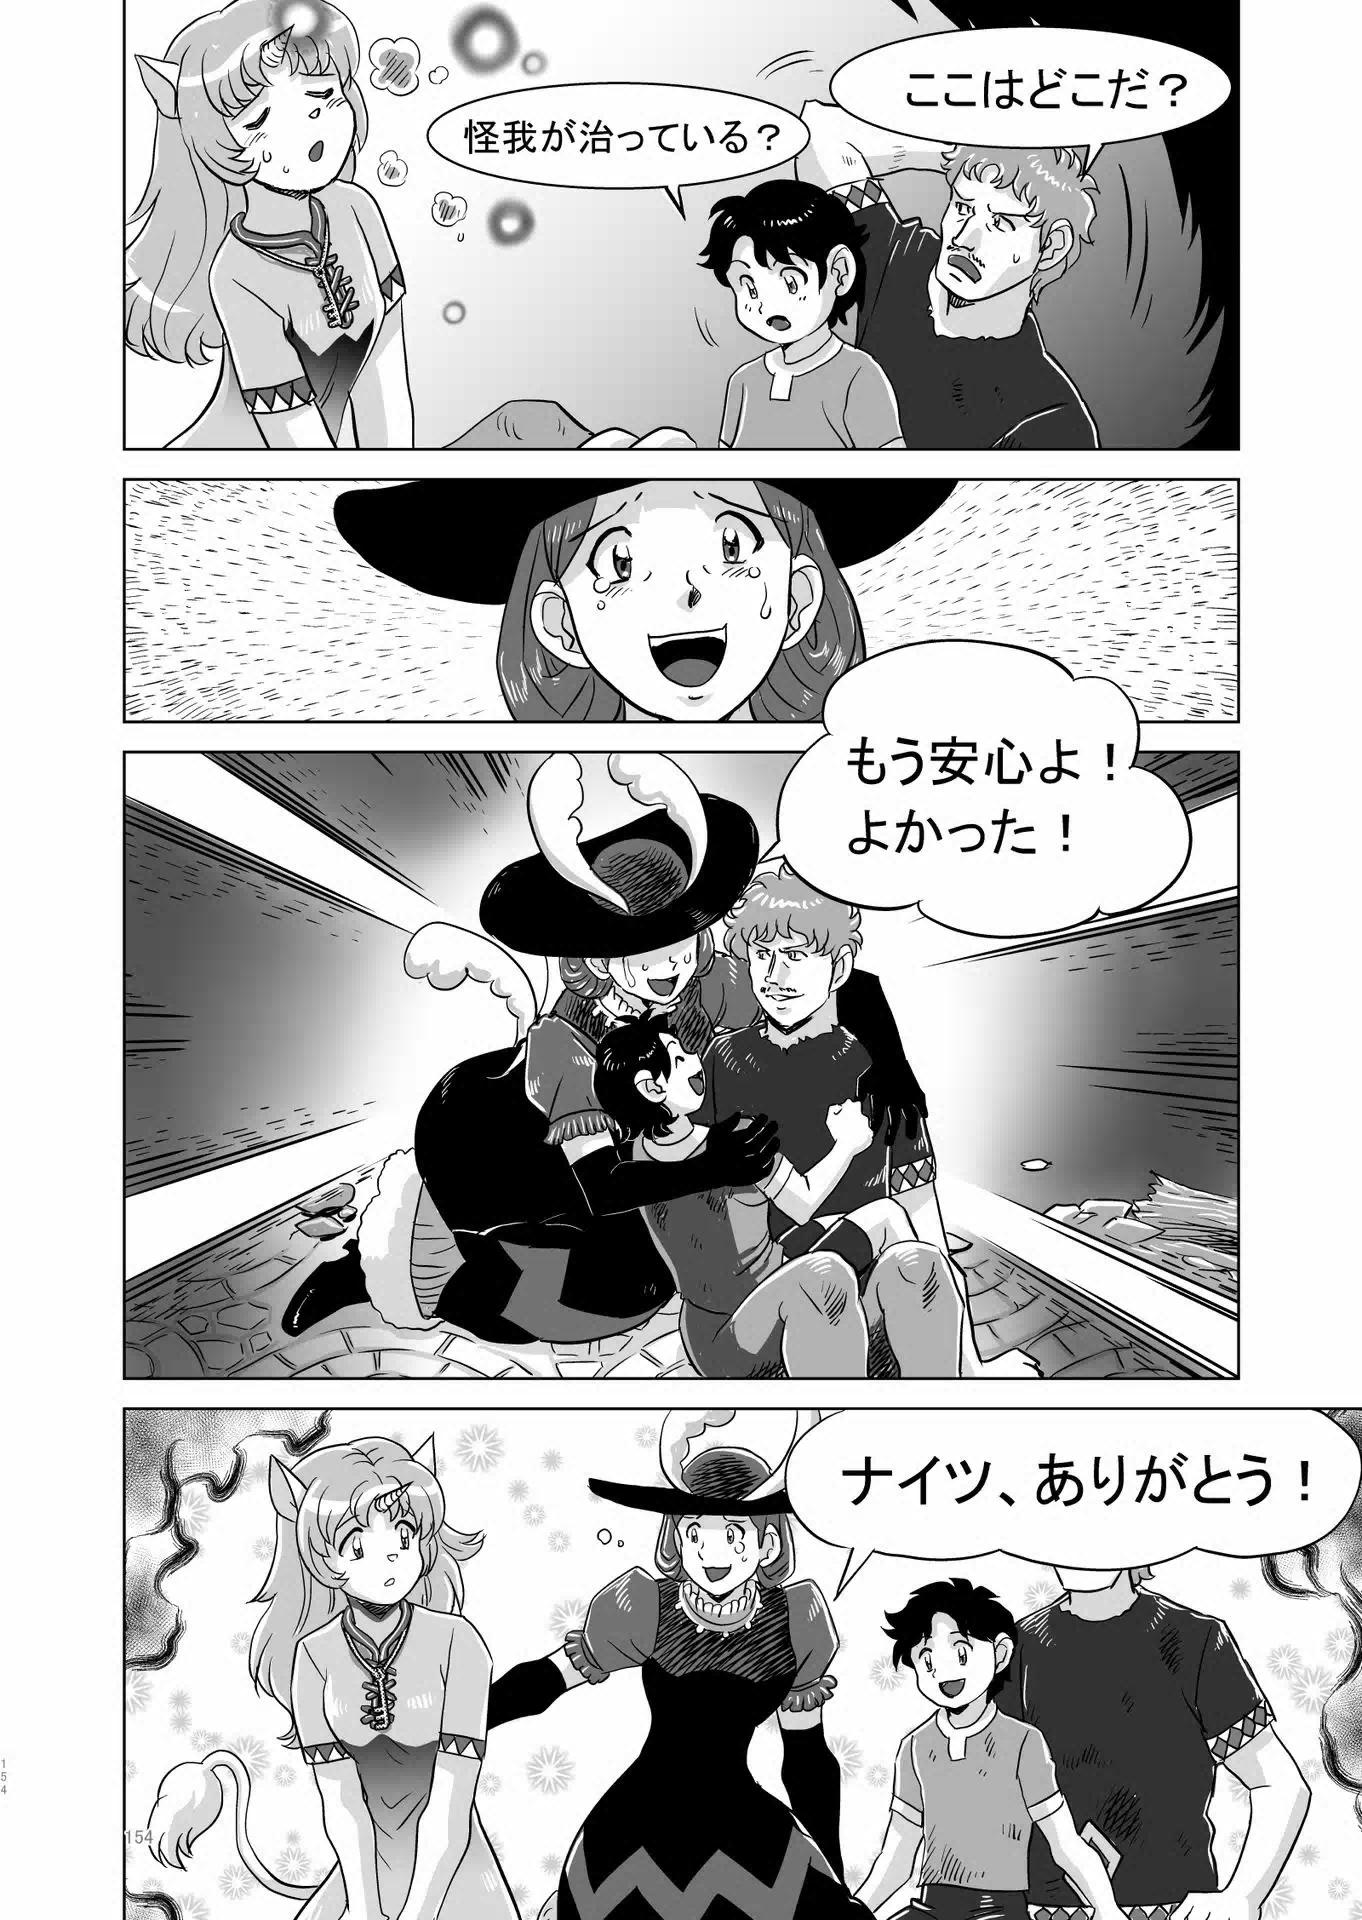 ここはどこだ？
怪我が治っている？
もう安心よ！
よかった！
ナイツ、ありがとう！
154
154